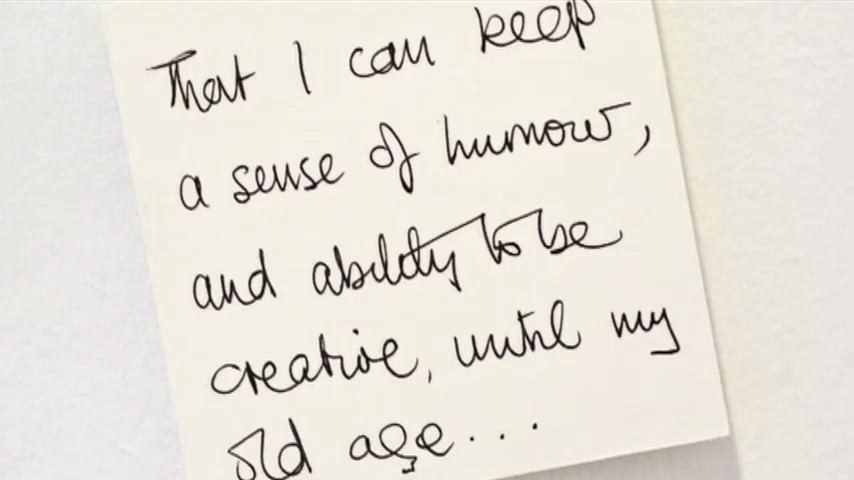 That I can keep
a sense of humour,
and ability to be
creative, until my
old age...